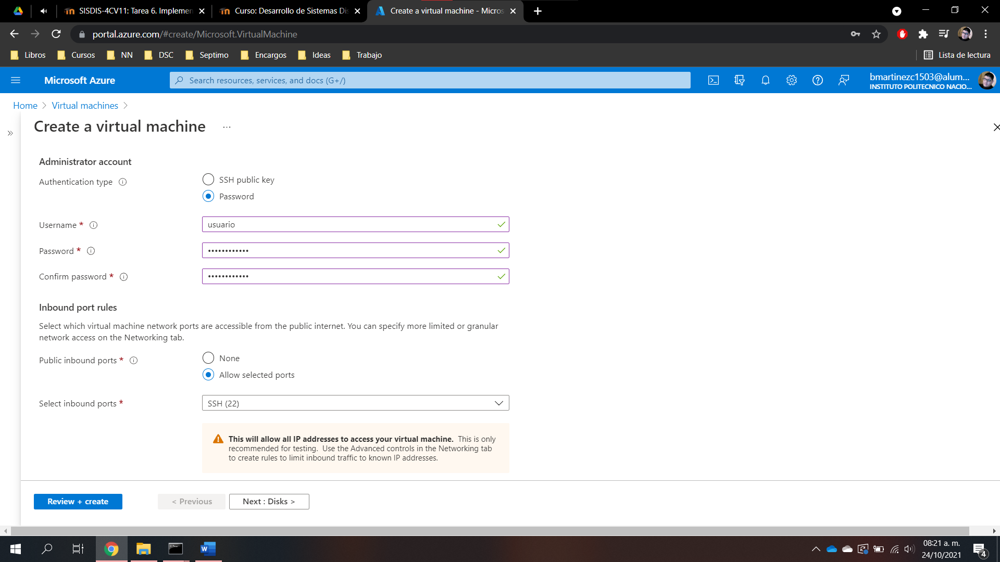 SISDIS-4CV11: Tarea 6. Implemen
Curso: Desarrollo de Sistemas Dis
Create a virtual machine - Micros
portal.azure.com/#create/Microsoft.VirtualMachine
Libros
Cursos
NN
DSC
Septimo
Encargos
Ideas
Trabajo
Lista de lectura
Microsoft Azure
Search resources, services, and docs (G+/)
bmartinezc1503@alum...
INSTITUTO POLITECNICO NACIO...
Home > Virtual machines >
Create a virtual machine ...
Administrator account
Authentication type
SSH public key
Password
Username *
usuario
Password *
••••••••••••
Confirm password *
••••••••••••
Inbound port rules
Select which virtual machine network ports are accessible from the public internet. You can specify more limited or granular
network access on the Networking tab.
Public inbound ports *
None
Allow selected ports
Select inbound ports *
SSH (22)
This will allow all IP addresses to access your virtual machine. This is only
recommended for testing. Use the Advanced controls in the Networking tab
to create rules to limit inbound traffic to known IP addresses.
Review + create
< Previous
Next : Disks >
08:21 a. m.
24/10/2021
4